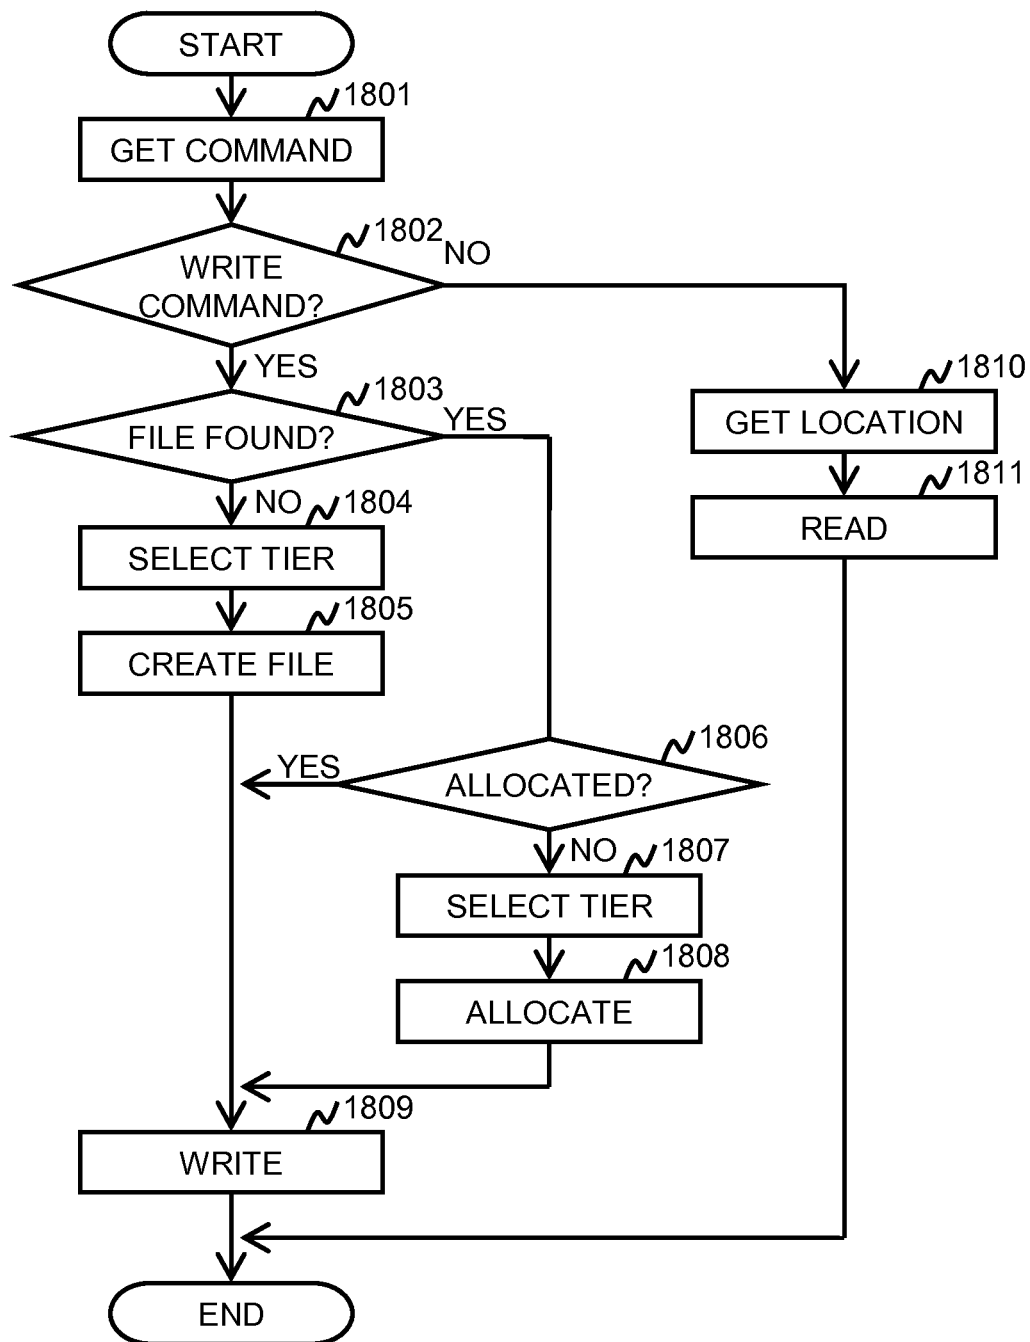 START
1801
GET COMMAND
1802
NO
WRITE
COMMAND?
YES
1803
YES
FILE FOUND?
1810
GET LOCATION
NO
1804
1811
SELECT TIER
READ
1805
CREATE FILE
1806
YES
ALLOCATED?
NO
1807
SELECT TIER
1808
ALLOCATE
1809
WRITE
END